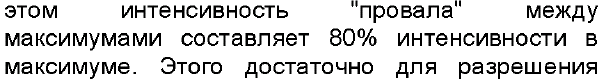 этом интенсивность "провала" между
максимумами составляет 80% интенсивности в
максимуме. Этого достаточно для разрешения